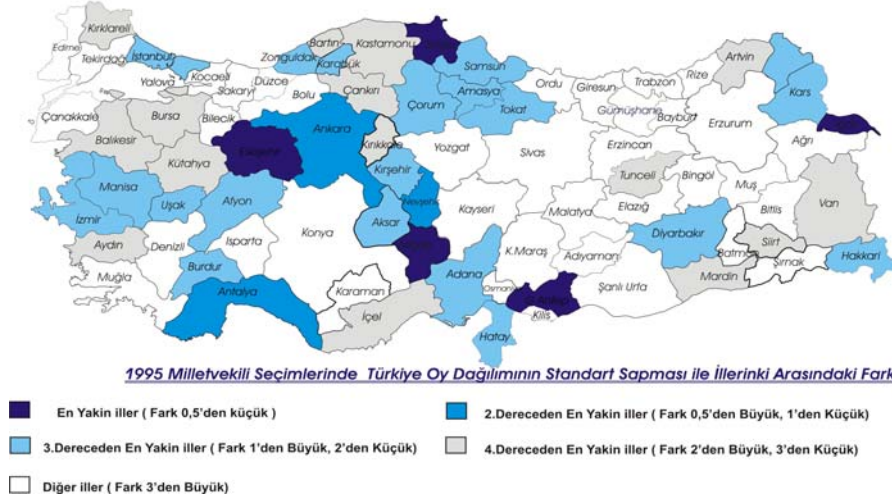 Kırklareli
Edirne
Tekirdağ
İstanbul
Kocaeli
Yalova
Sakarya
Düzce
Zonguldak
Bartın
Karabük
Kastamonu
Bolu
Çankırı
Samsun
Çorum
Amasya
Tokat
Ordu
Giresun
Trabzon
Rize
Artvin
Kars
Gümüşhane
Bayburt
Erzurum
Ağrı
Çanakkale
Bursa
Bilecik
Balıkesir
Kütahya
Eskişehir
Ankara
Kırıkkale
Yozgat
Sivas
Erzincan
Tunceli
Bingöl
Muş
Van
Kırşehir
Nevşehir
Manisa
Uşak
Afyon
İzmir
Aksar
Kayseri
Malatya
Elazığ
Bitlis
Diyarbakır
Aydın
Denizli
Isparta
Konya
K.Maraş
Adıyaman
Batman
Siirt
Hakkari
Muğla
Burdur
Antalya
Karaman
Adana
Osmani
G.Antep
Kilis
Şanlı Urfa
Mardin
Şırnak
İçel
Hatay
1995 Milletvekili Seçimlerinde Türkiye Oy Dağılımının Standart Sapması ile İllerinki Arasındaki Fark
En Yakin iller ( Fark 0,5'den küçük )
2.Dereceden En Yakin iller ( Fark 0,5'den Büyük, 1'den Küçük)
3.Dereceden En Yakin iller ( Fark 1'den Büyük, 2'den Küçük)
4.Dereceden En Yakin iller ( Fark 2'den Büyük, 3'den Küçük)
Diğer iller ( Fark 3'den Büyük)